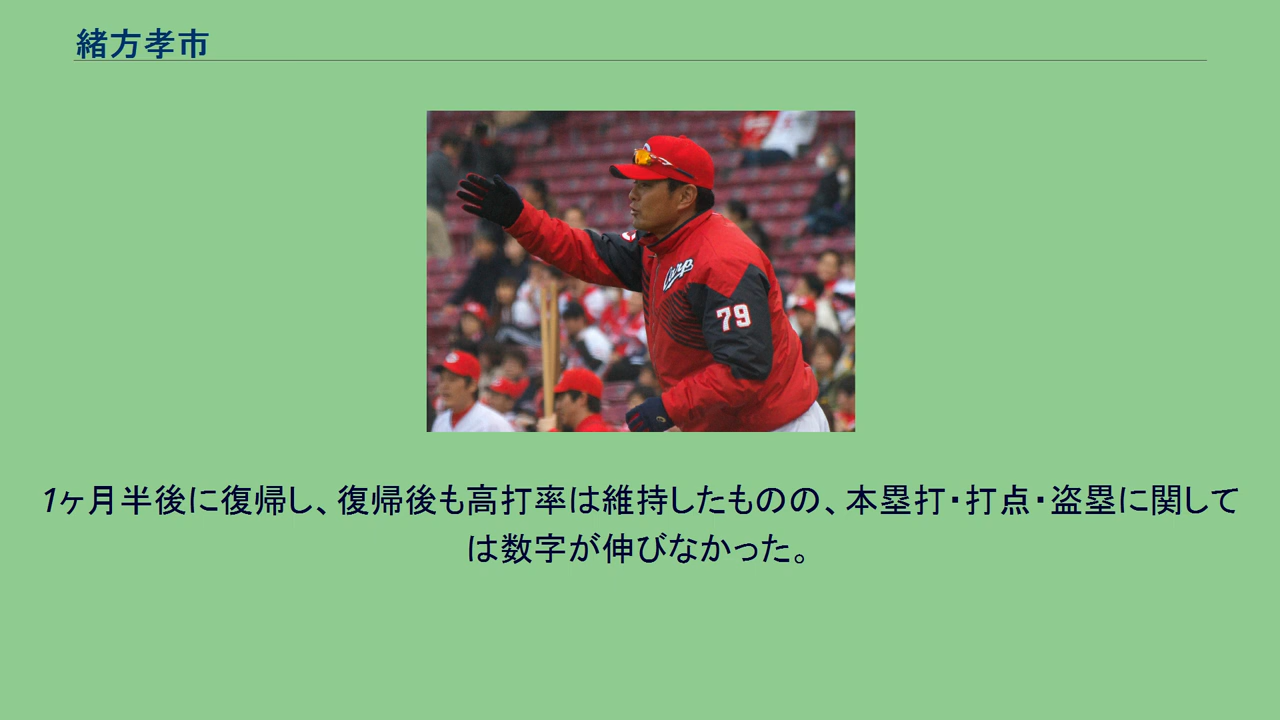 緒方孝市
Carp
79
1ヶ月半後に復帰し、復帰後も高打率は維持したものの、本塁打・打点・盗塁に関して
は数字が伸びなかった。